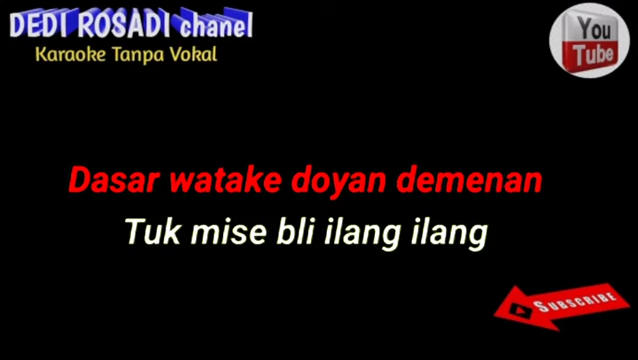 DEDI ROSADI chanel
Karaoke Tanpa Vokal
You
Tube
Dasar watake doyan demenan
Tuk mise bli ilang ilang
SUBSCRIBE